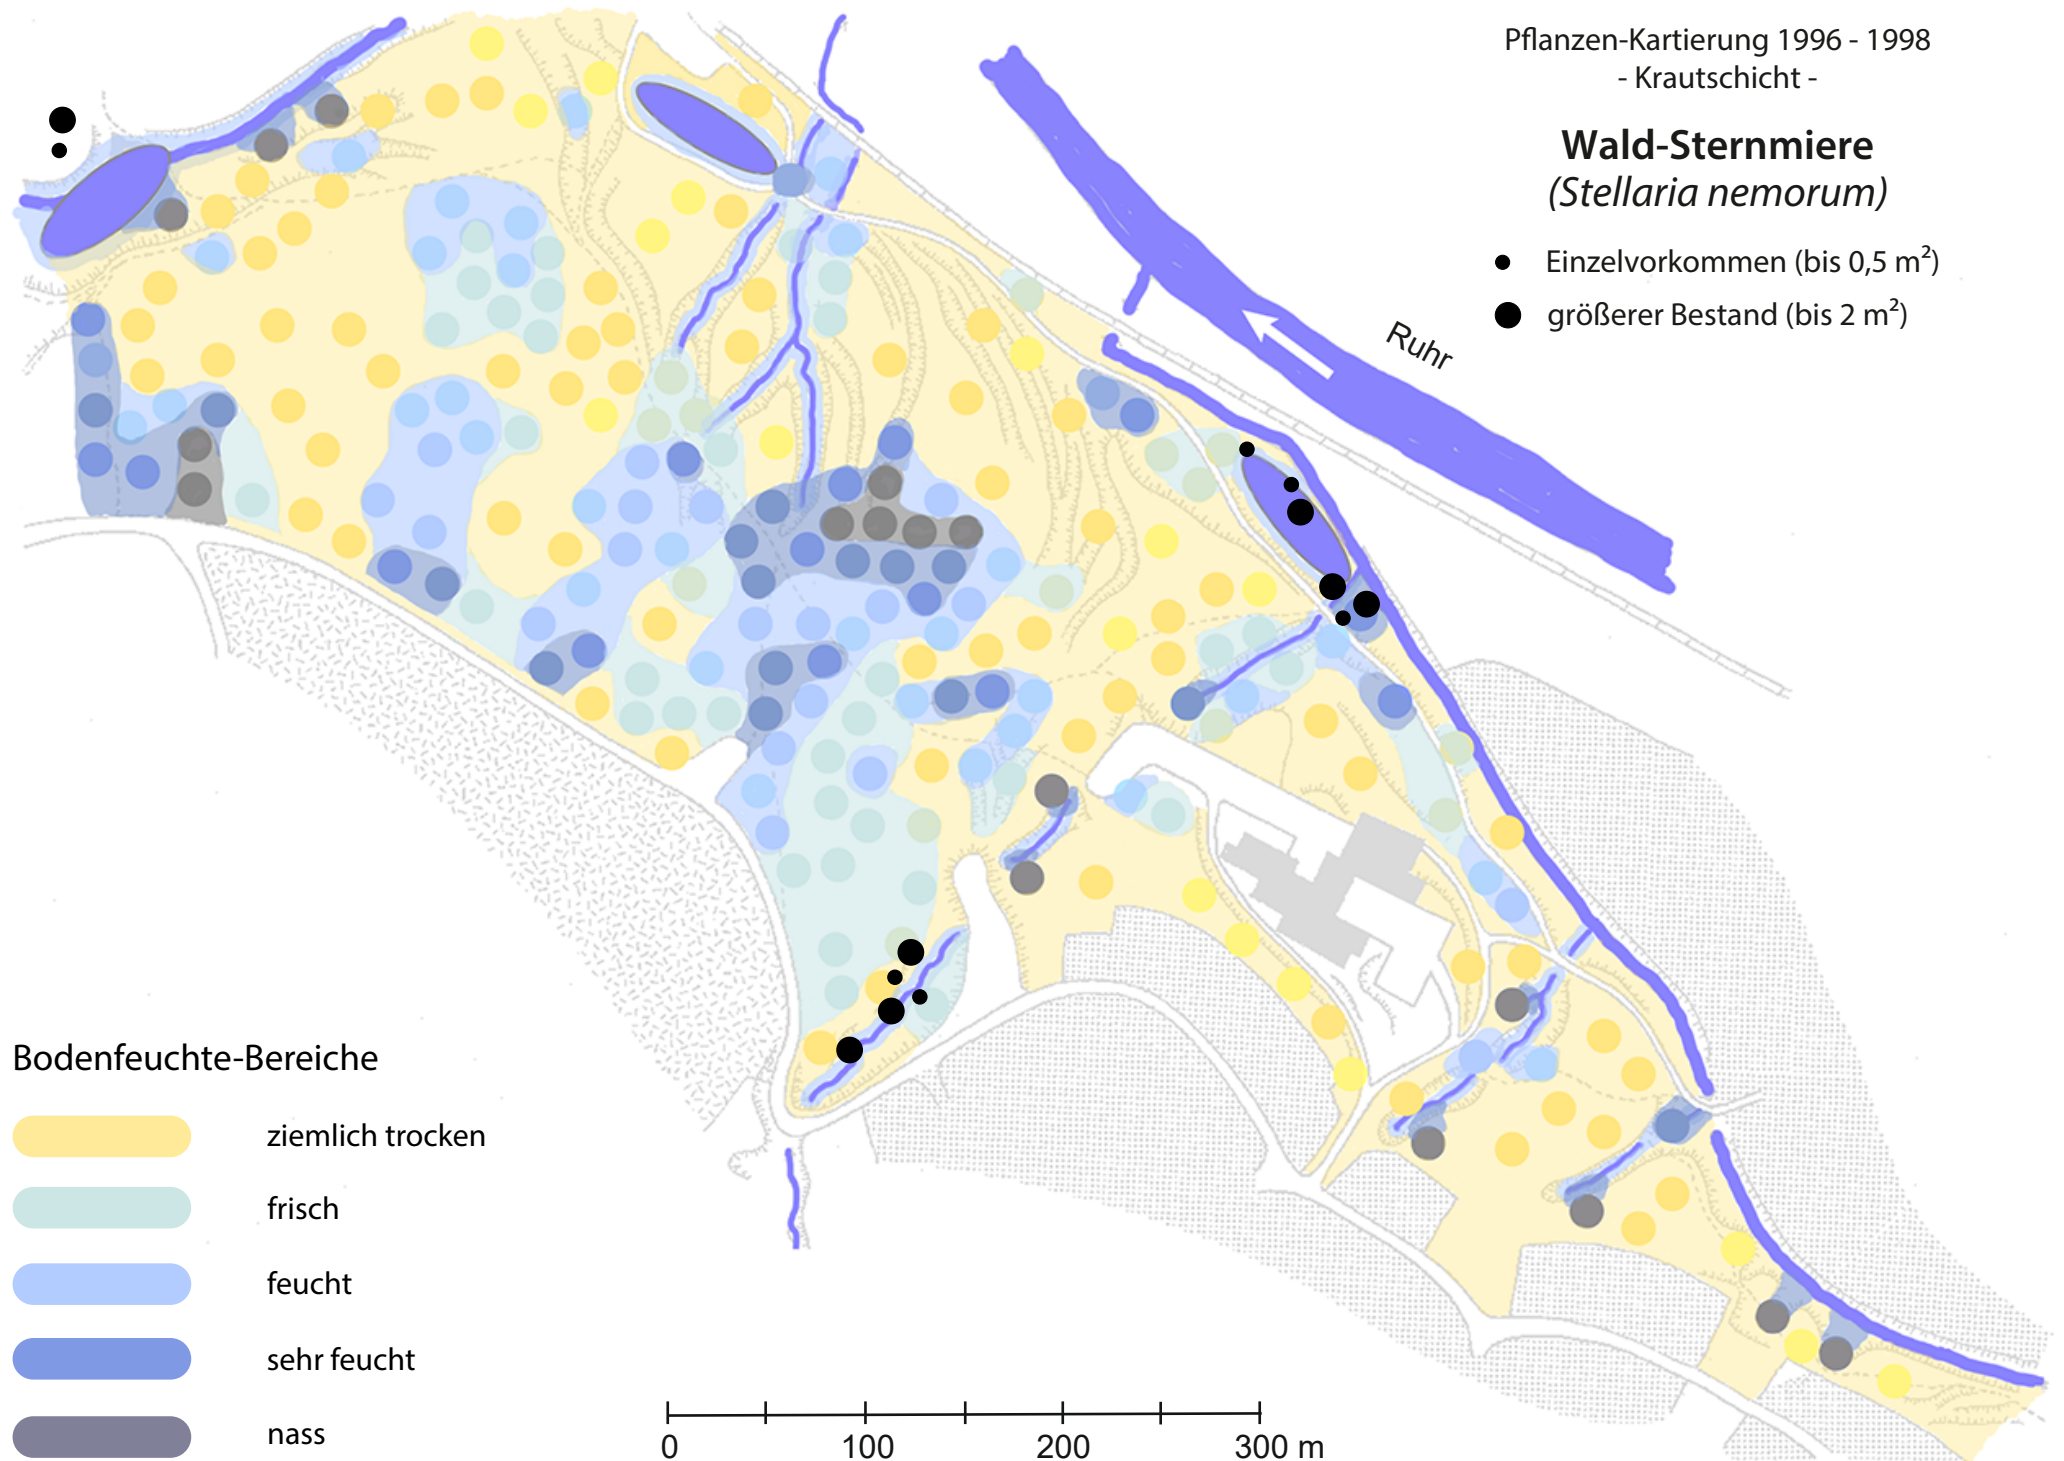 Pflanzen-Kartierung 1996 - 1998
- Krautschicht -
Wald-Sternmiere
(Stellaria nemorum)
Einzelvorkommen (bis 0,5 m²)
größerer Bestand (bis 2 m²)
Ruhr
Bodenfeuchte-Bereiche
ziemlich trocken
frisch
feucht
sehr feucht
nass
0 100 200 300 m